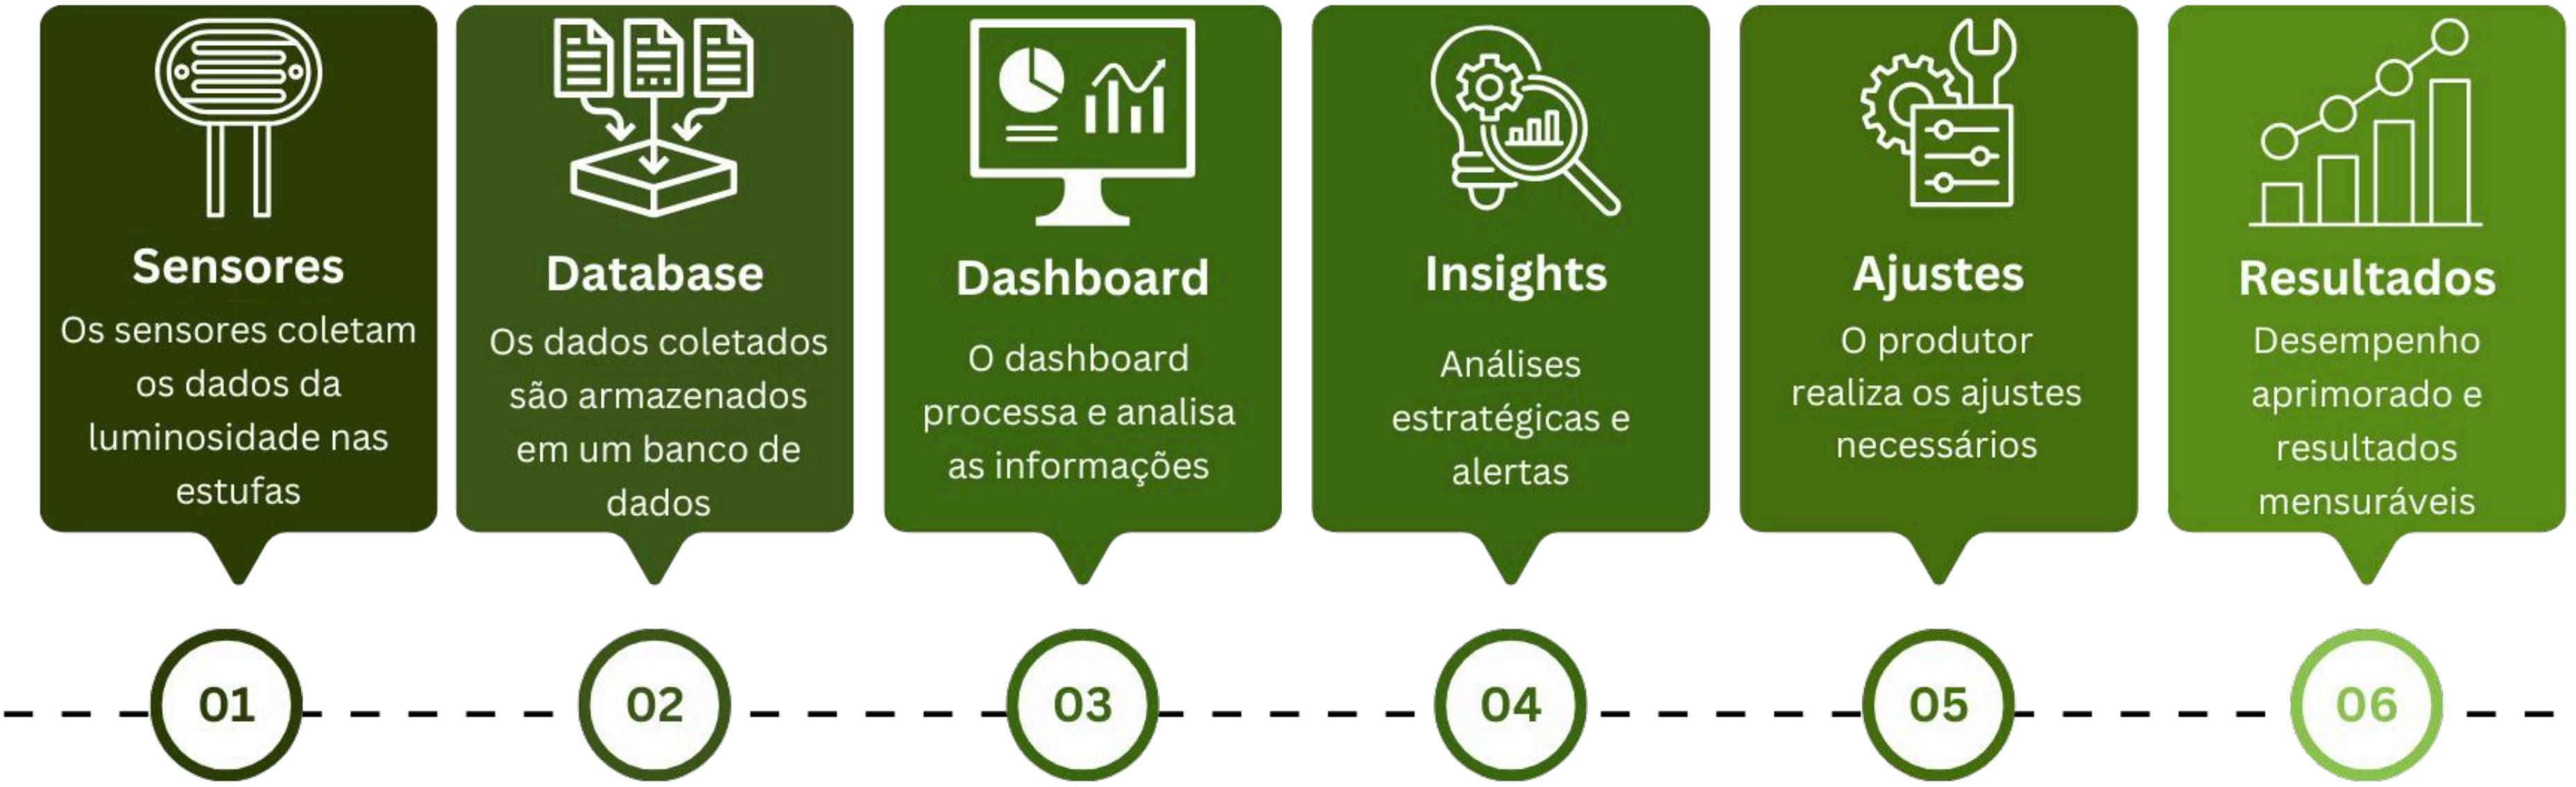 Sensores
Os sensores coletam
os dados da
luminosidade nas
estufas
Database
Os dados coletados
são armazenados
em um banco de
dados
Dashboard
O dashboard
processa e analisa
as informações
Insights
Análises
estratégicas e
alertas
Ajustes
O produtor
realiza os ajustes
necessários
Resultados
Desempenho
aprimorado e
resultados
mensuráveis
01
02
03
04
05
06